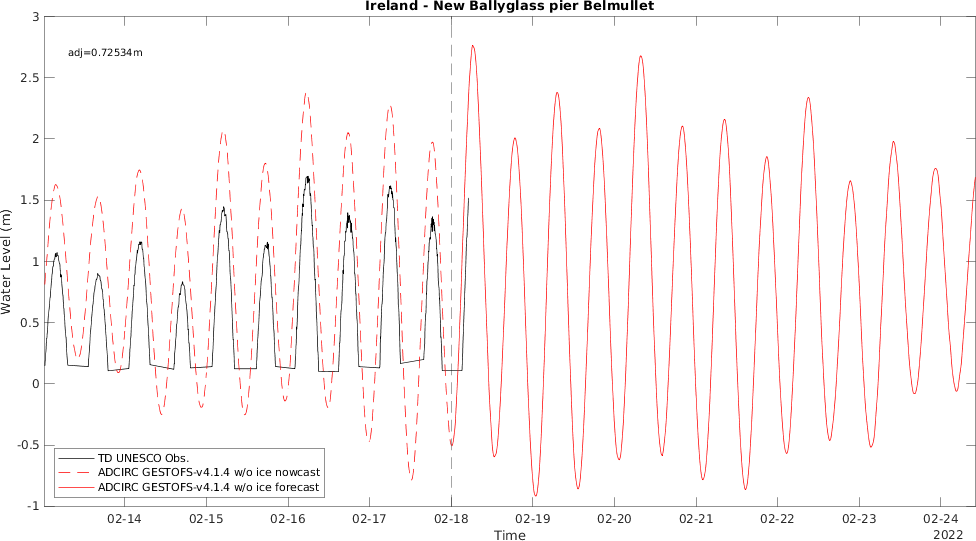 Ireland - New Ballyglass pier Belmullet
3
2.5
2
1.5
1
0.5
0
-0.5
-1
Water Level (m)
adj=0.72534m
TD UNESCO Obs.
ADCIRC GESTOFS-v4.1.4 w/o ice nowcast
ADCIRC GESTOFS-v4.1.4 w/o ice forecast
02-14 02-15 02-16 02-17 02-18 02-19 02-20 02-21 02-22 02-23 02-24
Time
2022